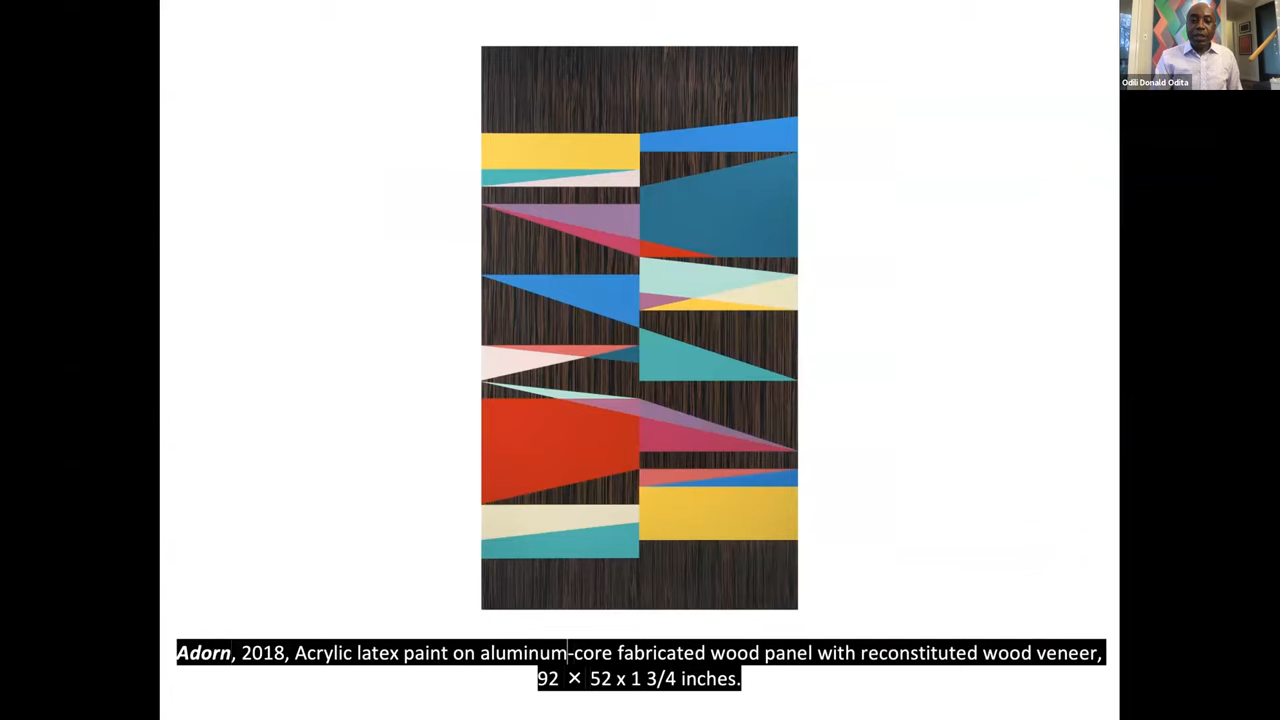 Odili Donald Odita
Adorn, 2018, Acrylic latex paint on aluminum-core fabricated wood panel with reconstituted wood veneer,
92 × 52 x 1 3/4 inches.